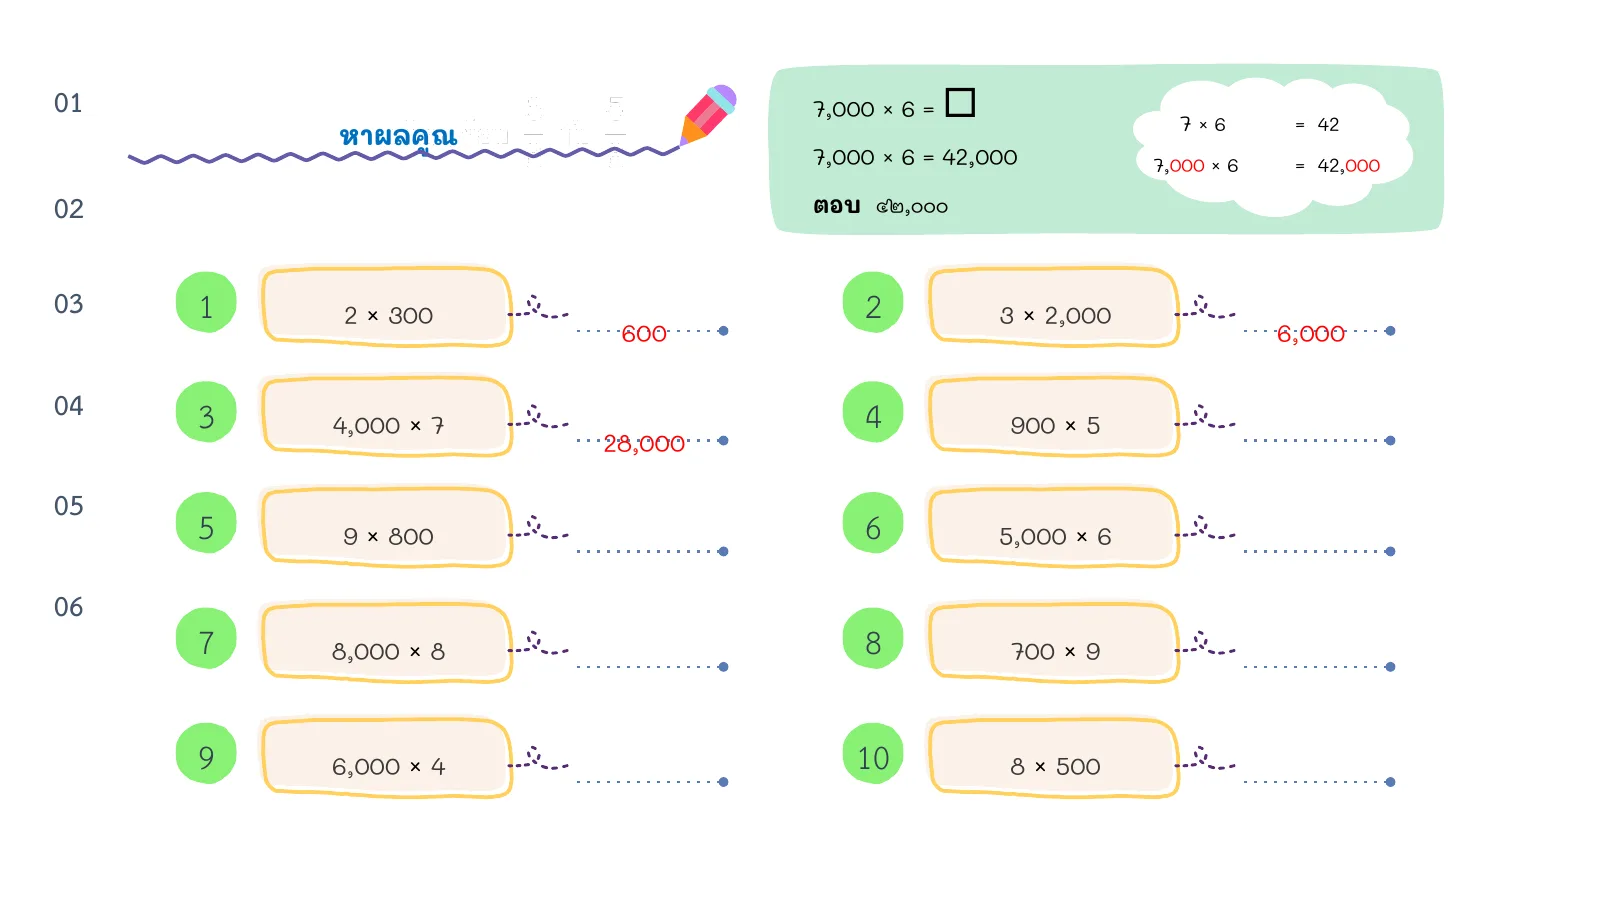 01
หาผลคูณ
7,000 × 6 = □
7,000 × 6 = 42,000
ตอบ ๔๒,๐๐๐
7 × 6 = 42
7,000 × 6 = 42,000
02
03
04
05
06
1 2 × 300 600
2 3 × 2,000 6,000
3 4,000 × 7 28,000
4 900 × 5
5 9 × 800
6 5,000 × 6
7 8,000 × 8
8 700 × 9
9 6,000 × 4
10 8 × 500